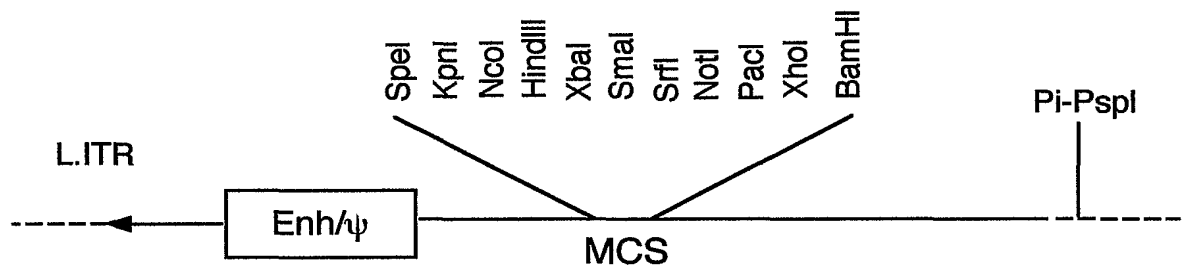 SpeI
KpnI
NcoI
HindIII
XbaI
SmaI
SrfI
NotI
PacI
XhoI
BamHI
Pi-PspI
L.ITR
Enh/ψ
MCS